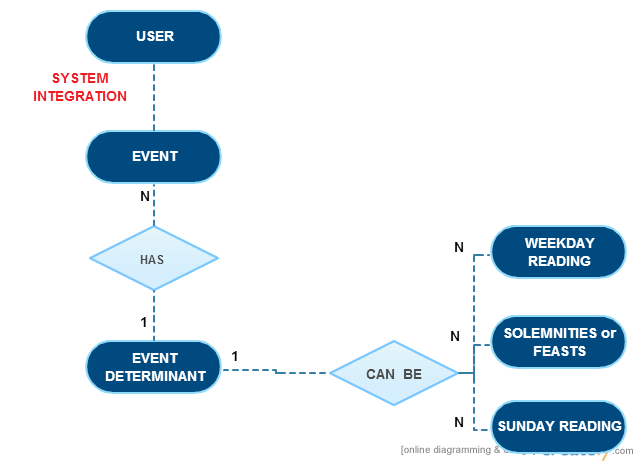 USER
SYSTEM
INTEGRATION
EVENT
N
HAS
1
EVENT
DETERMINANT
1
CAN BE
N
WEEKDAY
READING
N
SOLEMNITIES or
FEASTS
N
SUNDAY READING
[online diagramming &
.com